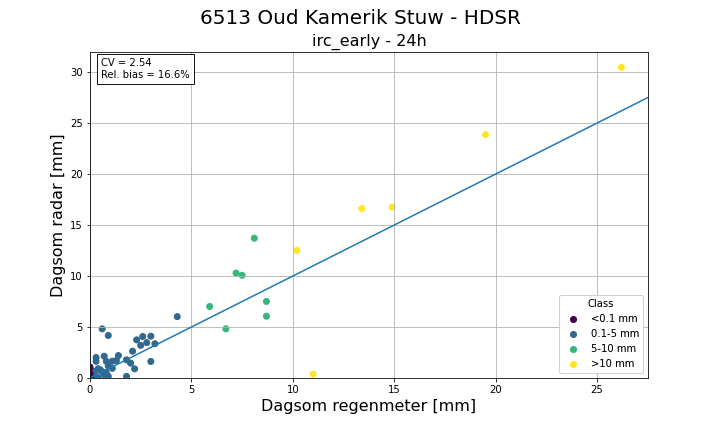 6513 Oud Kamerik Stuw - HDSR
irc_early - 24h
CV = 2.54
Rel. bias = 16.6%
30
25
20
15
10
5
0
Dagsom radar [mm]
Class
<0.1 mm
0.1-5 mm
5-10 mm
>10 mm
0 5 10 15 20 25
Dagsom regenmeter [mm]